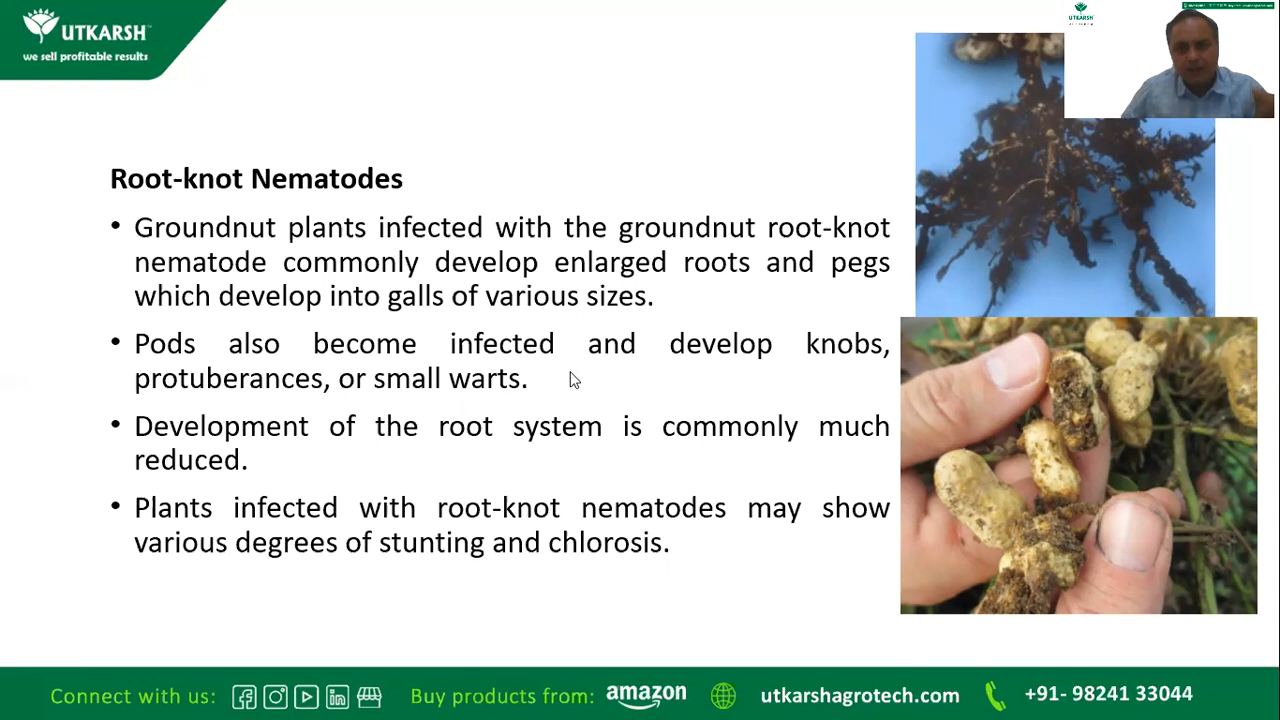 UTKARSH
we sell profitable results
UTKARSH
Root-knot Nematodes
• Groundnut plants infected with the groundnut root-knot
nematode commonly develop enlarged roots and pegs
which develop into galls of various sizes.
• Pods also become infected and develop knobs,
protuberances, or small warts.
• Development of the root system is commonly much
reduced.
• Plants infected with root-knot nematodes may show
various degrees of stunting and chlorosis.
Connect with us: Buy products from: amazon utkarshagrotech.com +91- 98241 33044